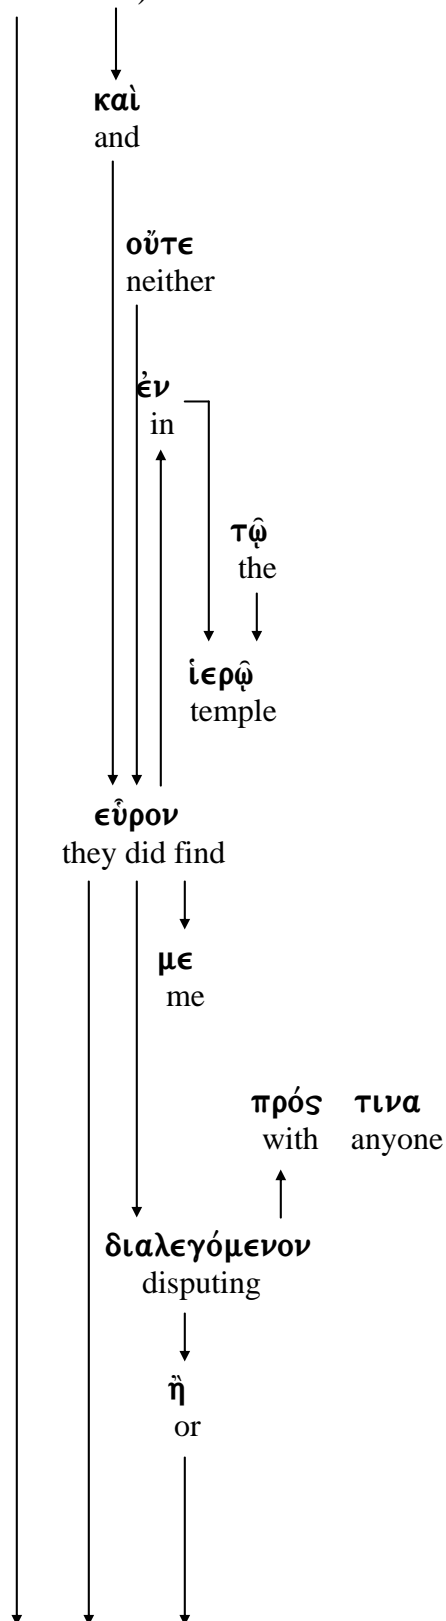 καὶ
and
οὔτε
neither
ἐν
in
τῷ
the
ἱερῷ
temple
εὗρον
they did find
με
me
πρός τινα
with anyone
διαλεγόμενον
disputing
ἢ
or